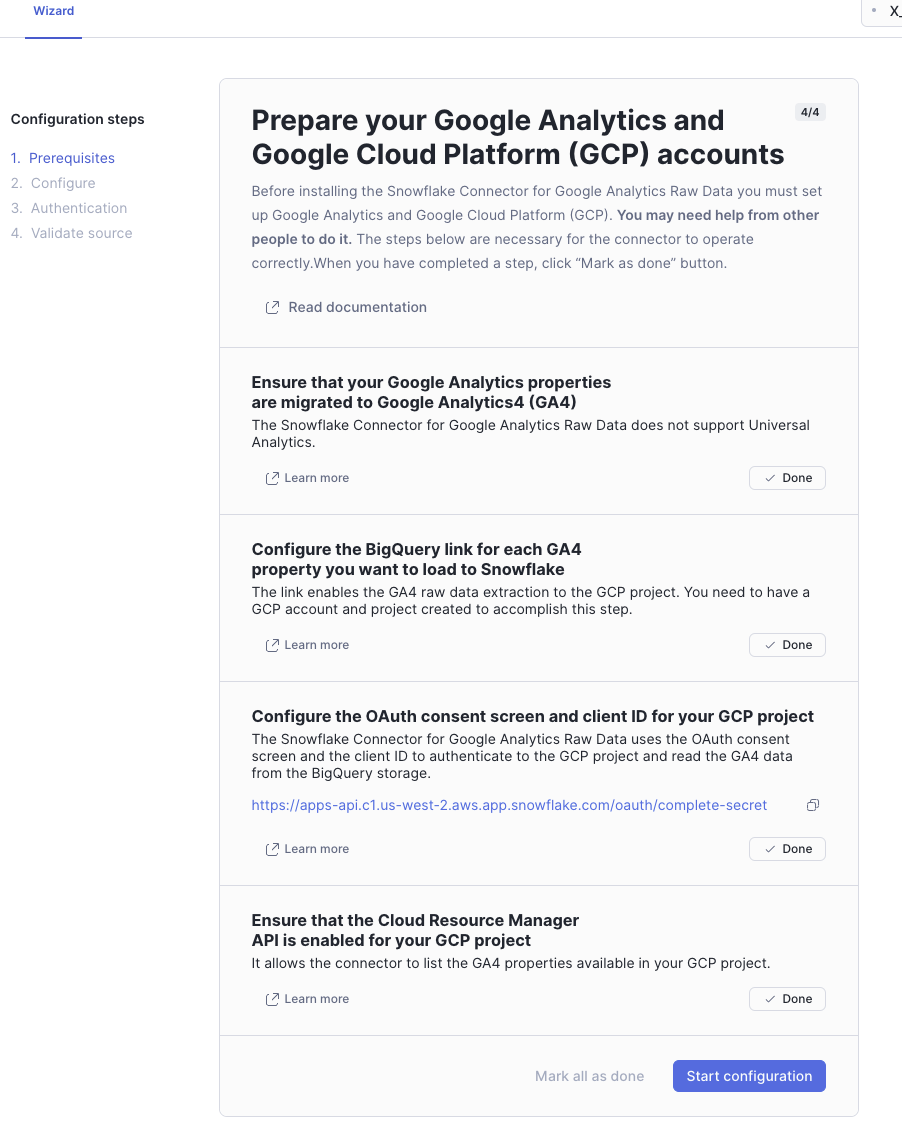 Wizard
X_
Configuration steps
1. Prerequisites
2. Configure
3. Authentication
4. Validate source
Prepare your Google Analytics and
Google Cloud Platform (GCP) accounts
4/4
Before installing the Snowflake Connector for Google Analytics Raw Data you must set
up Google Analytics and Google Cloud Platform (GCP). You may need help from other
people to do it. The steps below are necessary for the connector to operate
correctly.When you have completed a step, click “Mark as done” button.
Read documentation
Ensure that your Google Analytics properties
are migrated to Google Analytics4 (GA4)
The Snowflake Connector for Google Analytics Raw Data does not support Universal
Analytics.
Learn more
Done
Configure the BigQuery link for each GA4
property you want to load to Snowflake
The link enables the GA4 raw data extraction to the GCP project. You need to have a
GCP account and project created to accomplish this step.
Learn more
Done
Configure the OAuth consent screen and client ID for your GCP project
The Snowflake Connector for Google Analytics Raw Data uses the OAuth consent
screen and the client ID to authenticate to the GCP project and read the GA4 data
from the BigQuery storage.
https://apps-api.c1.us-west-2.aws.app.snowflake.com/oauth/complete-secret
Learn more
Done
Ensure that the Cloud Resource Manager
API is enabled for your GCP project
It allows the connector to list the GA4 properties available in your GCP project.
Learn more
Done
Mark all as done
Start configuration